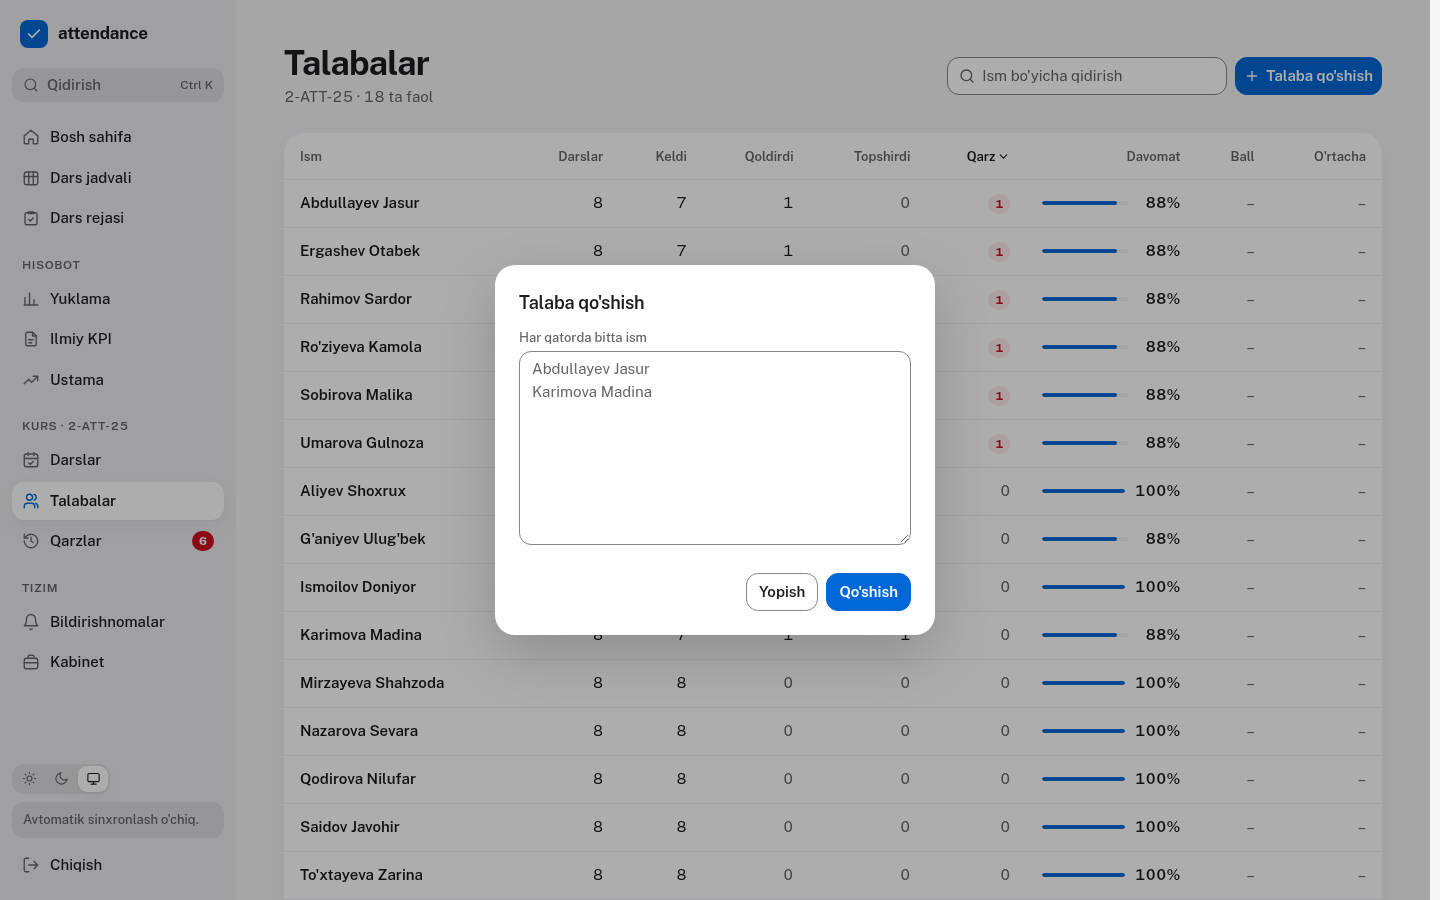 attendance
Qidirish Ctrl K
Bosh sahifa
Dars jadvali
Dars rejasi
HISOBOT
Yuklama
Ilmiy KPI
Ustama
KURS · 2-ATT-25
Darslar
Talabalar
Qarzlar 6
TIZIM
Bildirishnomalar
Kabinet
Avtomatik sinxronlash o'chiq.
Chiqish
Talabalar
2-ATT-25 · 18 ta faol
Ism bo'yicha qidirish
+ Talaba qo'shish
Ism Darslar Keldi Qoldirdi Topshirdi Qarz Davomat Ball O'rtacha
Abdullayev Jasur 8 7 1 0 1 88% – –
Ergashev Otabek 8 7 1 0 1 88% – –
Rahimov Sardor 1 88% – –
Ro'ziyeva Kamola 1 88% – –
Sobirova Malika 1 88% – –
Umarova Gulnoza 1 88% – –
Aliyev Shoxrux 0 100% – –
G'aniyev Ulug'bek 0 88% – –
Ismoilov Doniyor 0 100% – –
Karimova Madina 8 7 1 1 0 88% – –
Mirzayeva Shahzoda 8 8 0 0 0 100% – –
Nazarova Sevara 8 8 0 0 0 100% – –
Qodirova Nilufar 8 8 0 0 0 100% – –
Saidov Javohir 8 8 0 0 0 100% – –
To'xtayeva Zarina 8 8 0 0 0 100% – –
Talaba qo'shish
Har qatorda bitta ism
Abdullayev Jasur
Karimova Madina
Yopish Qo'shish